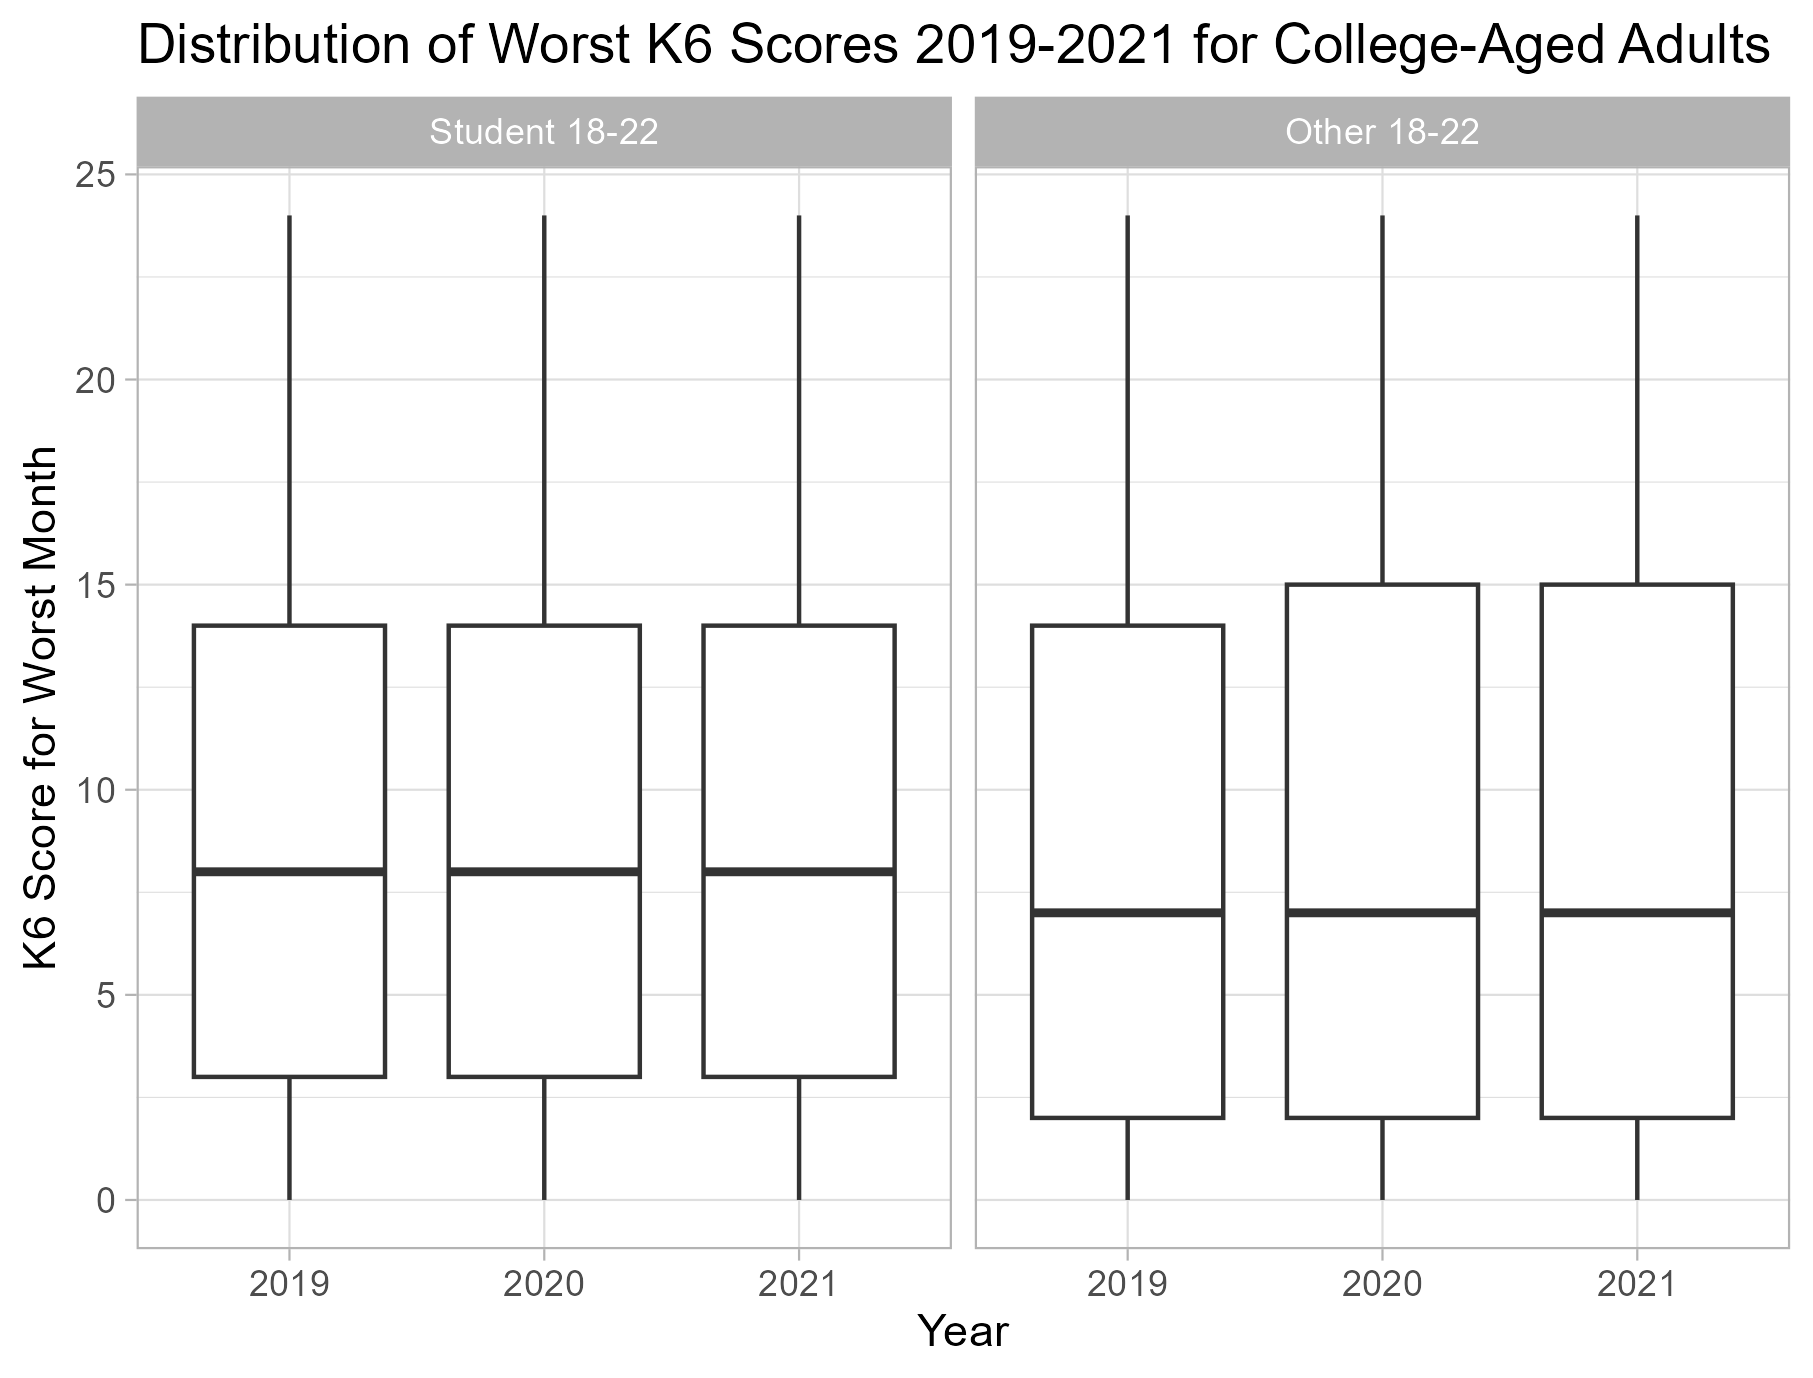 Distribution of Worst K6 Scores 2019-2021 for College-Aged Adults
Student 18-22
Other 18-22
K6 Score for Worst Month
25
20
15
10
5
0
2019 2020 2021
2019 2020 2021
Year